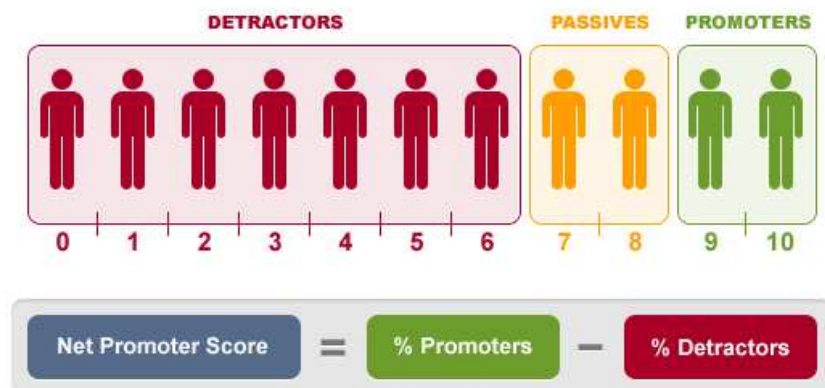 DETRACTORS PASSIVES PROMOTERS
0 1 2 3 4 5 6 7 8 9 10
Net Promoter Score = % Promoters – % Detractors